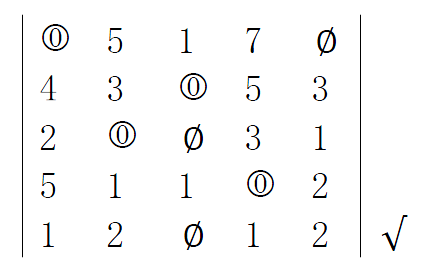 ⓪ 5 1 7 ∅
4 3 ⓪ 5 3
2 ⓪ ∅ 3 1
5 1 1 ⓪ 2
1 2 ∅ 1 2 √